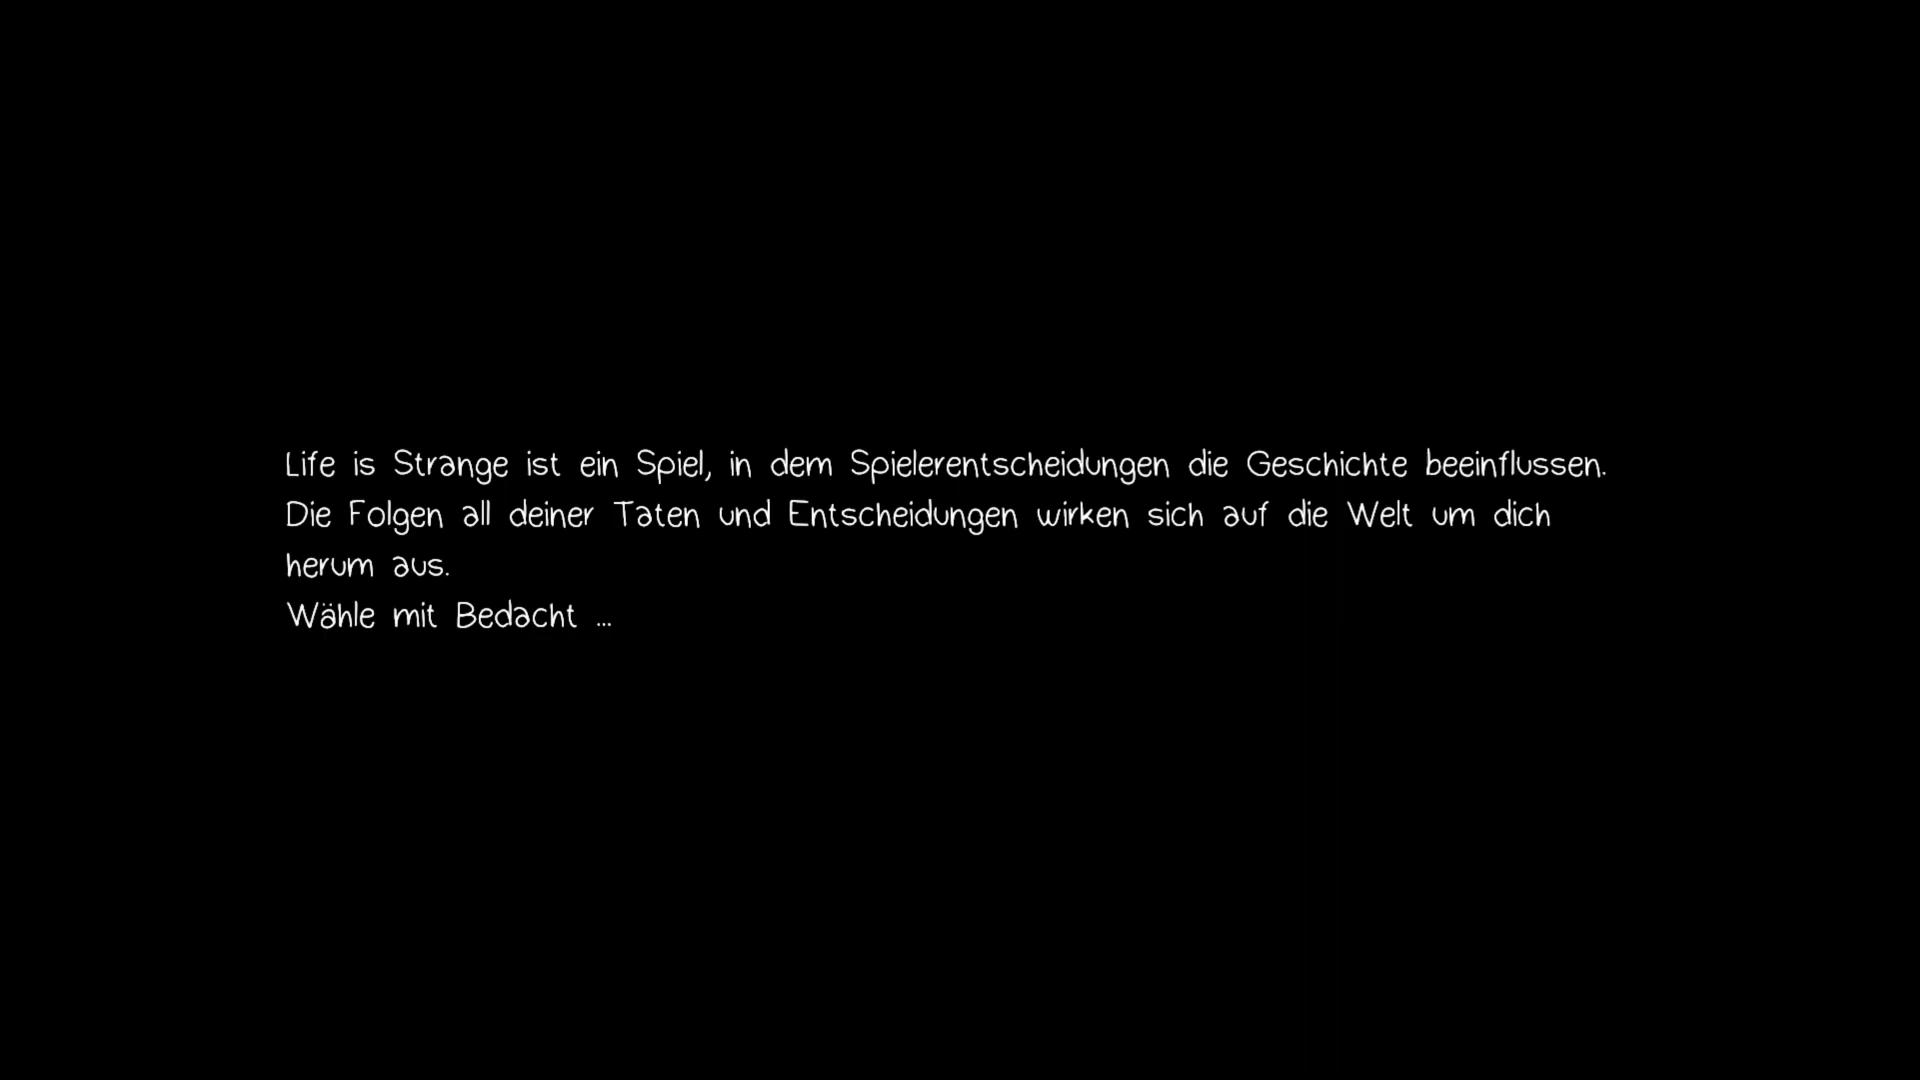 Life is Strange ist ein Spiel, in dem Spielerentscheidungen die Geschichte beeinflussen.
Die Folgen all deiner Taten und Entscheidungen wirken sich auf die Welt um dich
herum aus.
Wähle mit Bedacht ...